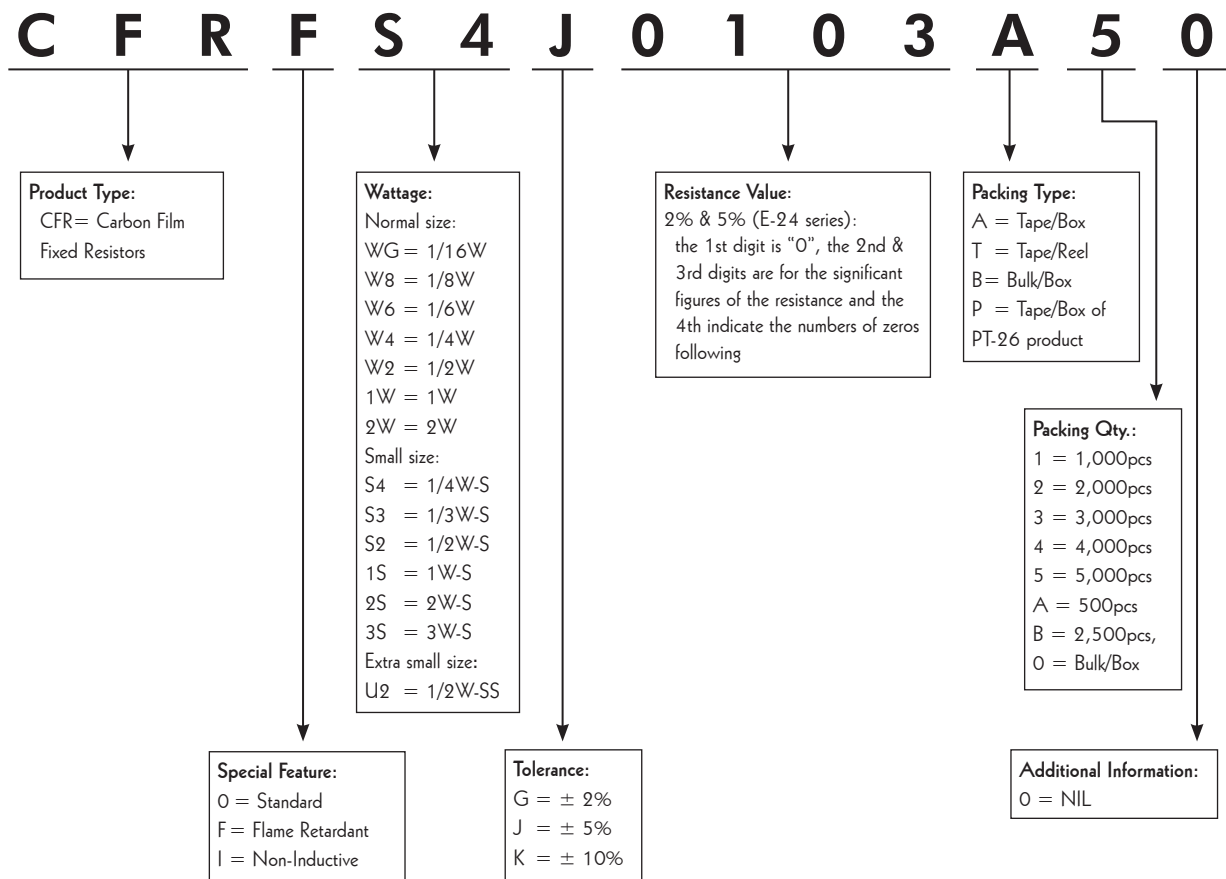 C F R F S 4 J 0 1 0 3 A 5 0
Product Type:
CFR= Carbon Film
Fixed Resistors
Wattage:
Normal size:
WG = 1/16W
W8 = 1/8W
W6 = 1/6W
W4 = 1/4W
W2 = 1/2W
1W = 1W
2W = 2W
Small size:
S4 = 1/4W-S
S3 = 1/3W-S
S2 = 1/2W-S
1S = 1W-S
2S = 2W-S
3S = 3W-S
Extra small size:
U2 = 1/2W-SS
Resistance Value:
2% & 5% (E-24 series):
the 1st digit is “0”, the 2nd &
3rd digits are for the significant
figures of the resistance and the
4th indicate the numbers of zeros
following
Packing Type:
A = Tape/Box
T = Tape/Reel
B= Bulk/Box
P = Tape/Box of
PT-26 product
Packing Qty.:
1 = 1,000pcs
2 = 2,000pcs
3 = 3,000pcs
4 = 4,000pcs
5 = 5,000pcs
A = 500pcs
B = 2,500pcs,
0 = Bulk/Box
Special Feature:
0 = Standard
F = Flame Retardant
I = Non-Inductive
Tolerance:
G = ± 2%
J = ± 5%
K = ± 10%
Additional Information:
0 = NIL